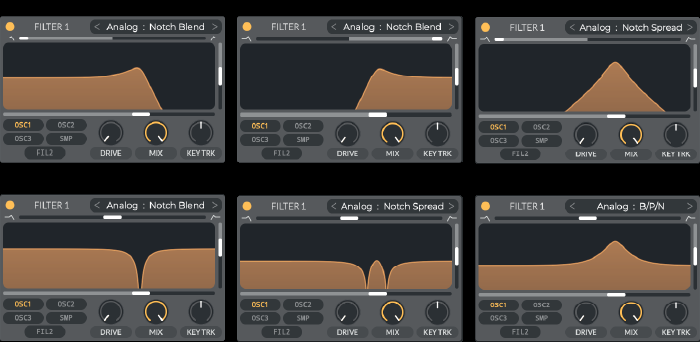 FILTER 1 < Analog : Notch Blend >
OSC1 OSC2
OSC3 SMP
FIL2 DRIVE MIX KEY TRK
FILTER 1 < Analog : Notch Blend >
OSC1 OSC2
OSC3 SMP
FIL2 DRIVE MIX KEY TRK
FILTER 1 < Analog : Notch Spread >
OSC1 OSC2
OSC3 SMP
FIL2 DRIVE MIX KEY TRK
FILTER 1 < Analog : Notch Blend >
OSC1 OSC2
OSC3 SMP
FIL2 DRIVE MIX KEY TRK
FILTER 1 < Analog : Notch Spread >
OSC1 OSC2
OSC3 SMP
FIL2 DRIVE MIX KEY TRK
FILTER 1 < Analog : B/P/N >
OSC1 OSC2
OSC3 SMP
FIL2 DRIVE MIX KEY TRK